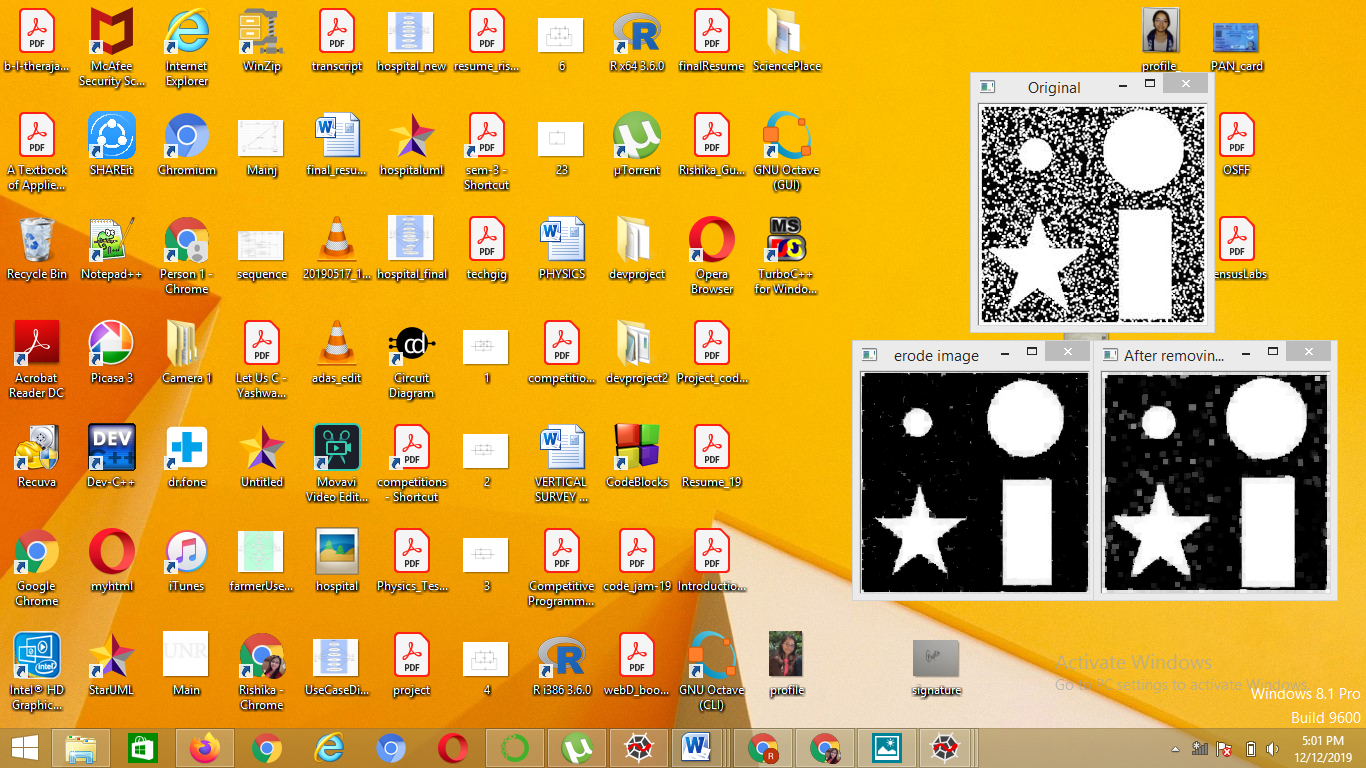 b-l-theraja...
McAfee
Security Sc...
Internet
Explorer
WinZip
transcript
hospital_new
resume_ris...
6
R x64 3.6.0
finalResume
SciencePlace
profile_
PAN_card
Original
A Textbook
of Applie...
SHAREit
Chromium
Mainj
final_resu...
hospitaluml
sem-3 -
Shortcut
23
µTorrent
Rishika_Gu...
GNU Octave
(GUI)
OSFF
Recycle Bin
Notepad++
Person 1 -
Chrome
sequence
20190517_1...
hospital_final
techgig
PHYSICS
devproject
Opera
Browser
TurboC++
for Windo...
ensusLabs
Acrobat
Reader DC
Picasa 3
Camera 1
Let Us C -
Yashwa...
adas_edit
Circuit
Diagram
1
competitio...
devproject2
Project_cod...
erode image
After removin...
Recuva
Dev-C++
dr.fone
Untitled
Movavi
Video Edit...
competitions
- Shortcut
2
VERTICAL
SURVEY ...
CodeBlocks
Resume_19
Google
Chrome
myhtml
iTunes
farmerUse...
hospital
Physics_Tes...
3
Competitive
Programm...
code_jam-19
Introductio...
Intel® HD
Graphic...
StarUML
Main
Rishika -
Chrome
UseCaseDi...
project
4
R i386 3.6.0
webD_boo...
GNU Octave
(CLI)
profile
signature
Activate Windows
Go to PC settings to activate Windows.
Windows 8.1 Pro
Build 9600
5:01 PM
12/12/2019